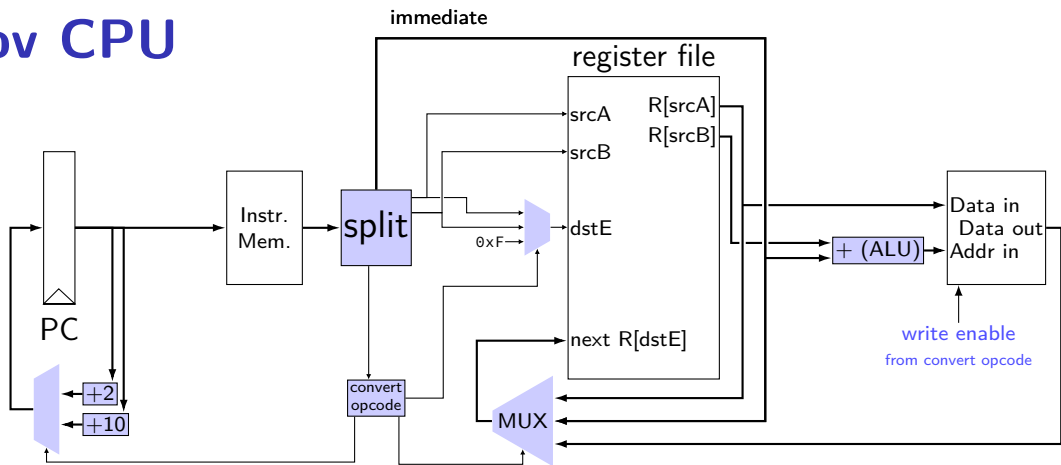 ov CPU
immediate
register file
srcA
R[srcA]
R[srcB]
srcB
split
Instr.
Mem.
0xF
dstE
Data in
Data out
+ (ALU)
Addr in
PC
write enable
from convert opcode
next R[dstE]
+2
convert
opcode
+10
MUX